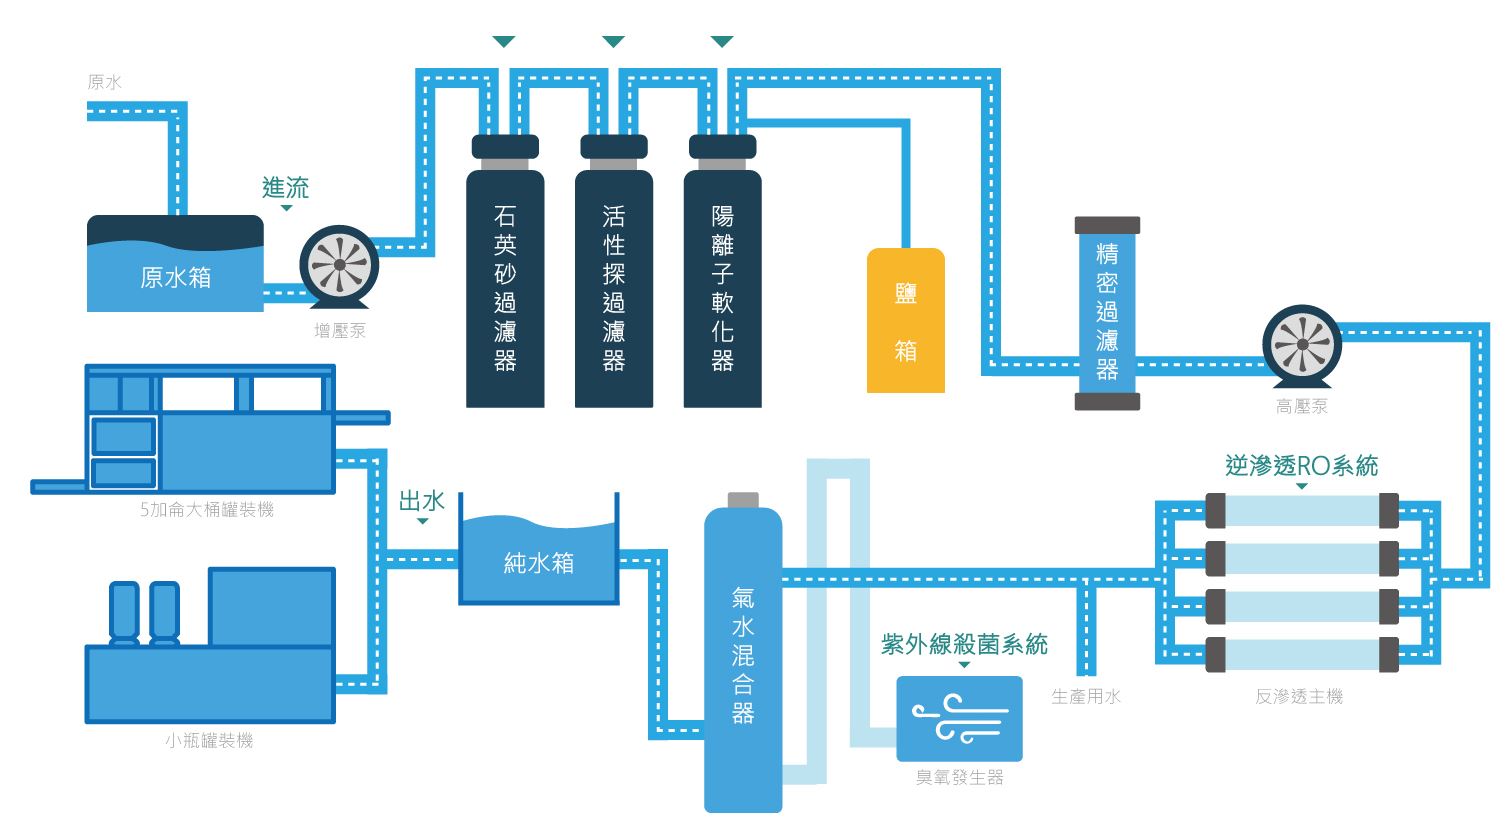 原水
進流
原水箱
增壓泵
石英砂過濾器
活性探過濾器
陽離子軟化器
鹽箱
精密過濾器
高壓泵
逆滲透RO系統
反滲透主機
生產用水
紫外線殺菌系統
臭氧發生器
氣水混合器
純水箱
出水
5加侖大桶罐裝機
小瓶罐裝機